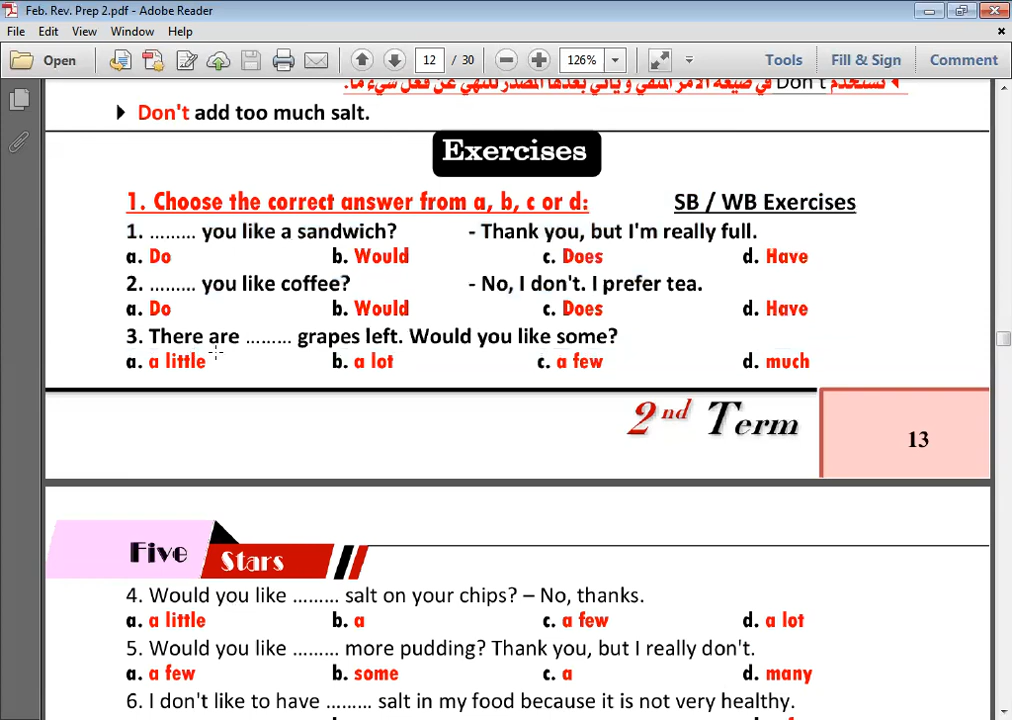 Feb. Rev. Prep 2.pdf - Adobe Reader
File Edit View Window Help
Open 12 / 30 126% Tools Fill & Sign Comment
Don't add too much salt.
Exercises
1. Choose the correct answer from a, b, c or d: SB / WB Exercises
1. ......... you like a sandwich? - Thank you, but I'm really full.
a. Do b. Would c. Does d. Have
2. ......... you like coffee? - No, I don't. I prefer tea.
a. Do b. Would c. Does d. Have
3. There are ......... grapes left. Would you like some?
a. a little b. a lot c. a few d. much
2nd Term 13
Five Stars
4. Would you like ......... salt on your chips? – No, thanks.
a. a little b. a c. a few d. a lot
5. Would you like ......... more pudding? Thank you, but I really don't.
a. a few b. some c. a d. many
6. I don't like to have ......... salt in my food because it is not very healthy.